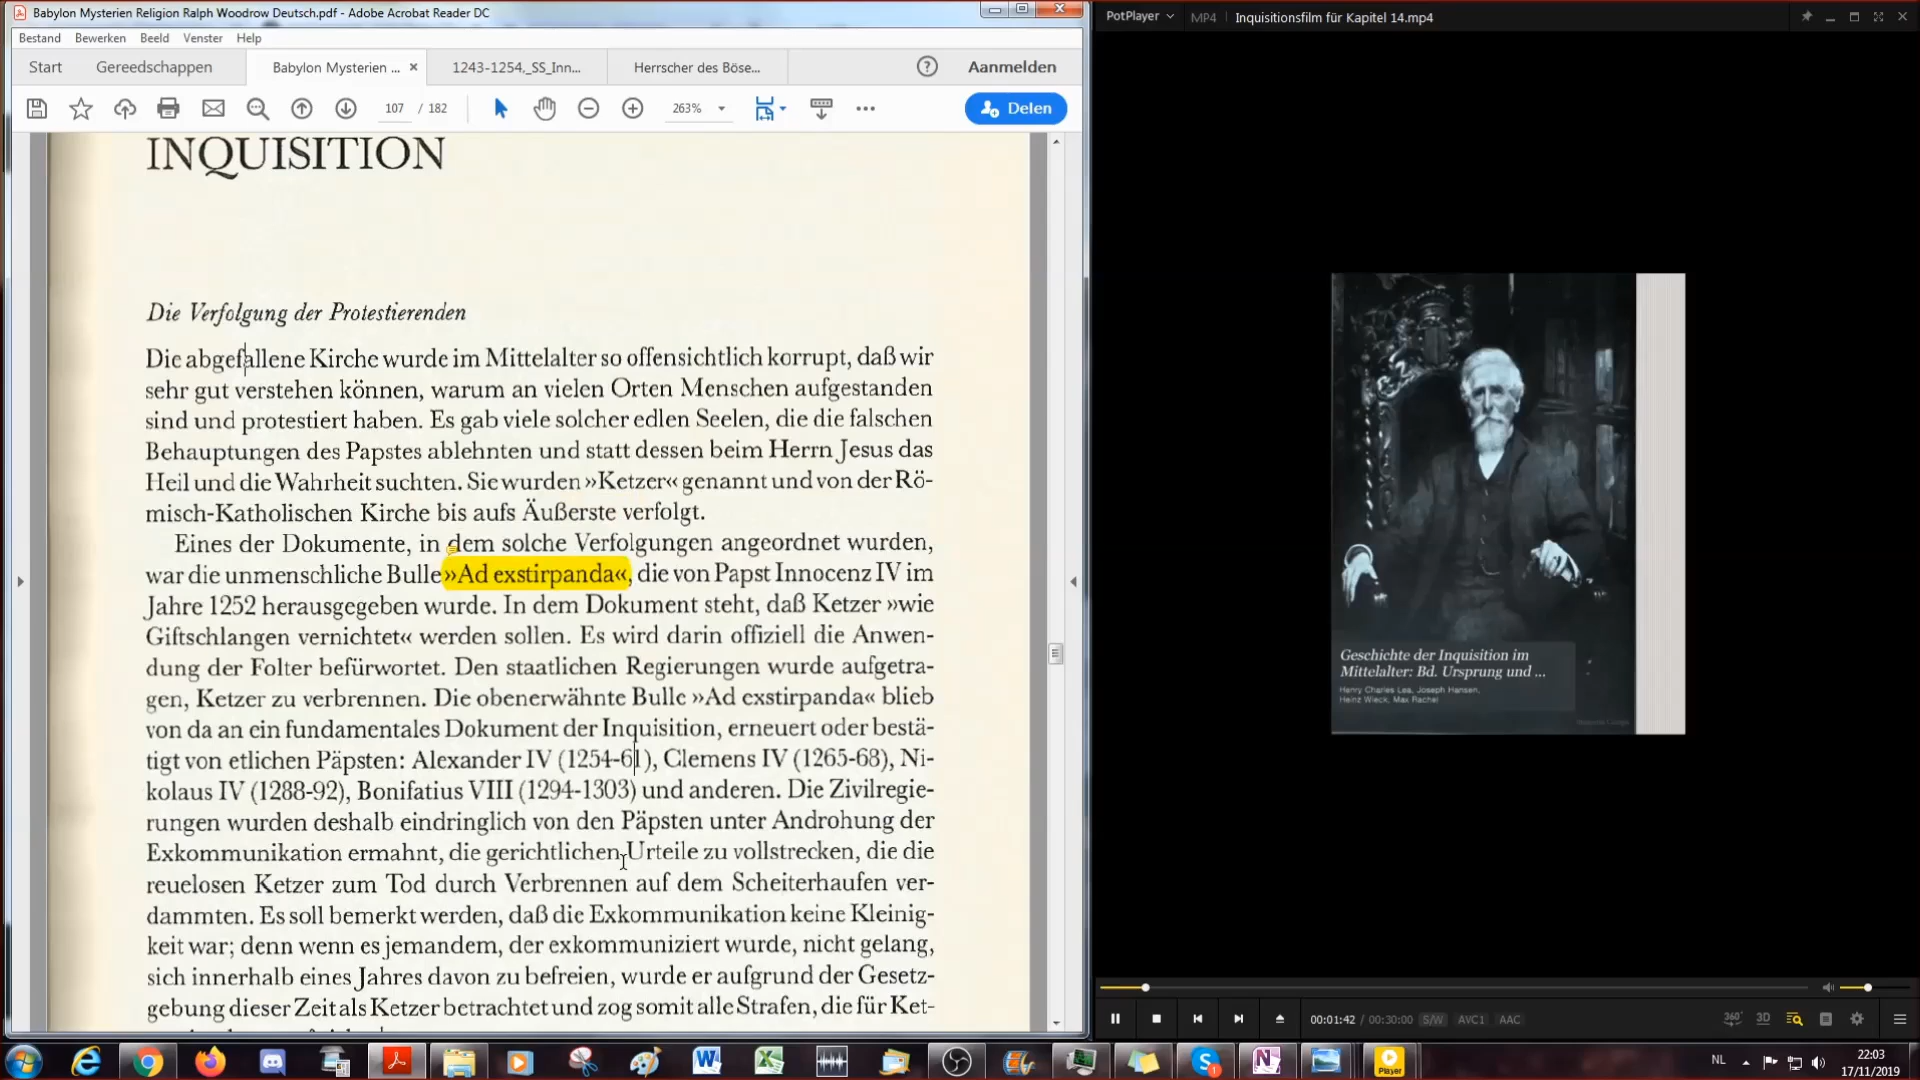 Babylon Mysterien Religion Ralph Woodrow Deutsch.pdf - Adobe Acrobat Reader DC
Bestand Bewerken Beeld Venster Help
Start Gereedschappen Babylon Mysterien ... × 1243-1254,_SS_Inn... Herrscher des Böse... Aanmelden
107 / 182 263% Delen
INQUISITION
Die Verfolgung der Protestierenden
Die abgefallene Kirche wurde im Mittelalter so offensichtlich korrupt, daß wir
sehr gut verstehen können, warum an vielen Orten Menschen aufgestanden
sind und protestiert haben. Es gab viele solcher edlen Seelen, die die falschen
Behauptungen des Papstes ablehnten und statt dessen beim Herrn Jesus das
Heil und die Wahrheit suchten. Sie wurden »Ketzer« genannt und von der Rö-
misch-Katholischen Kirche bis aufs Äußerste verfolgt.
Eines der Dokumente, in dem solche Verfolgungen angeordnet wurden,
war die unmenschliche Bulle »Ad exstirpanda«, die von Papst Innocenz IV im
Jahre 1252 herausgegeben wurde. In dem Dokument steht, daß Ketzer »wie
Giftschlangen vernichtet« werden sollen. Es wird darin offiziell die Anwen-
dung der Folter befürwortet. Den staatlichen Regierungen wurde aufgetra-
gen, Ketzer zu verbrennen. Die obenerwähnte Bulle »Ad exstirpanda« blieb
von da an ein fundamentales Dokument der Inquisition, erneuert oder bestä-
tigt von etlichen Päpsten: Alexander IV (1254-61), Clemens IV (1265-68), Ni-
kolaus IV (1288-92), Bonifatius VIII (1294-1303) und anderen. Die Zivilregie-
rungen wurden deshalb eindringlich von den Päpsten unter Androhung der
Exkommunikation ermahnt, die gerichtlichen Urteile zu vollstrecken, die die
reuelosen Ketzer zum Tod durch Verbrennen auf dem Scheiterhaufen ver-
dammten. Es soll bemerkt werden, daß die Exkommunikation keine Kleinig-
keit war; denn wenn es jemandem, der exkommuniziert wurde, nicht gelang,
sich innerhalb eines Jahres davon zu befreien, wurde er aufgrund der Gesetz-
gebung dieser Zeit als Ketzer betrachtet und zog somit alle Strafen, die für Ket-
PotPlayer MP4 Inquisitionsfilm für Kapitel 14.mp4
Geschichte der Inquisition im
Mittelalter: Bd. Ursprung und ...
Henry Charles Lea, Joseph Hansen,
Heinz Wieck, Max Rachel
00:01:42 / 00:30:00 S/W AVC1 AAC
360° 3D
Player
NL
22:03
17/11/2019